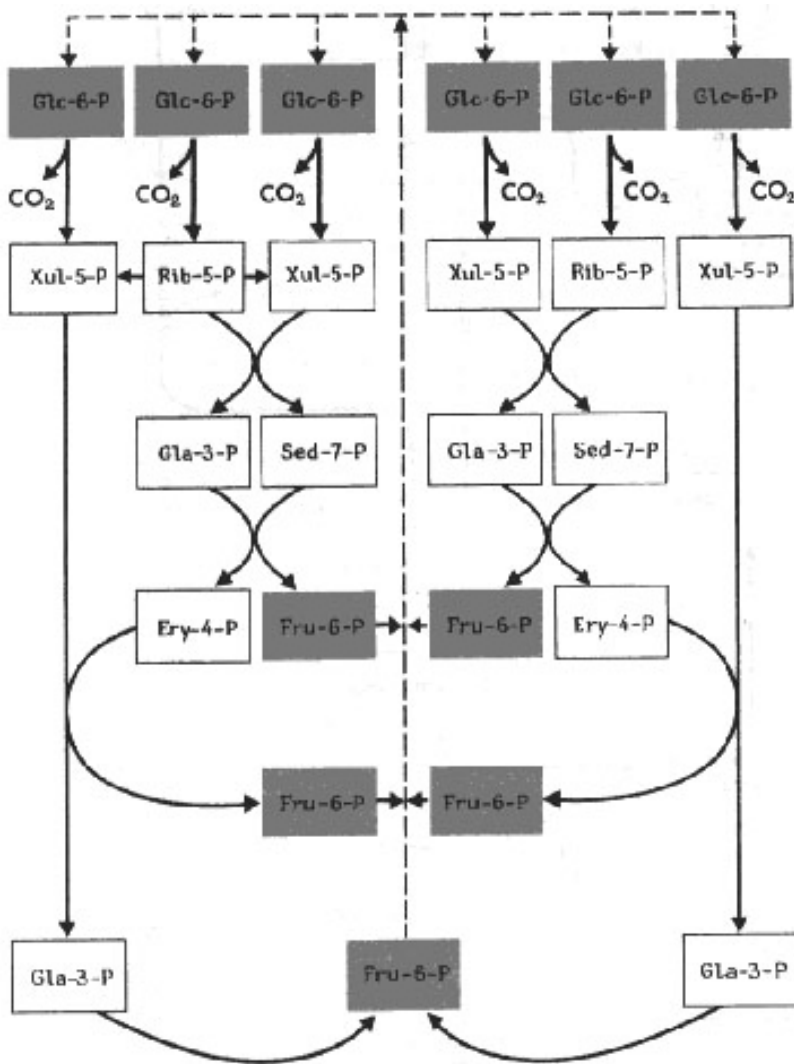 Glc-6-P Glc-6-P Glc-6-P Glc-6-P Glc-6-P Glc-6-P
CO₂ CO₂ CO₂ CO₂ CO₂ CO₂
Xul-5-P Rib-5-P Xul-5-P Xul-5-P Rib-5-P Xul-5-P
Gla-3-P Sed-7-P Gla-3-P Sed-7-P
Ery-4-P Fru-6-P Fru-6-P Ery-4-P
Fru-6-P Fru-6-P
Gla-3-P Fru-6-P Gla-3-P